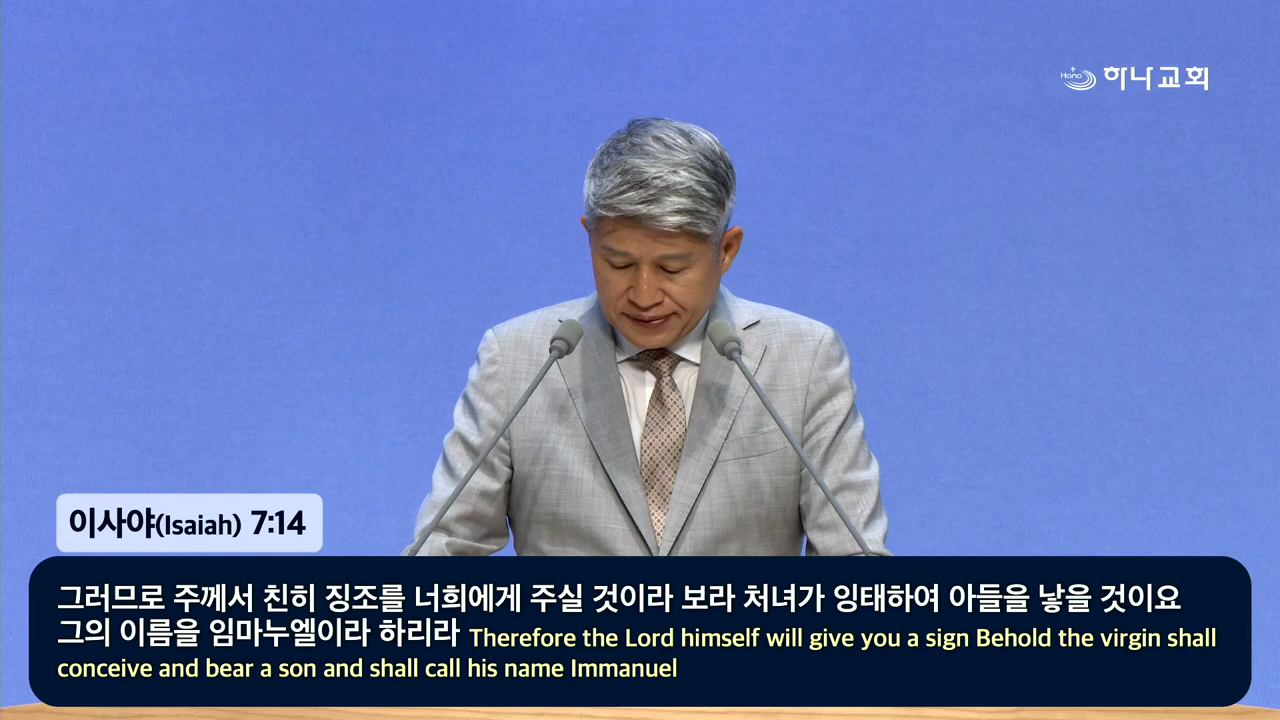 Hana 하나교회
이사야(Isaiah) 7:14
그러므로 주께서 친히 징조를 너희에게 주실 것이라 보라 처녀가 잉태하여 아들을 낳을 것이요
그의 이름을 임마누엘이라 하리라 Therefore the Lord himself will give you a sign Behold the virgin shall
conceive and bear a son and shall call his name Immanuel